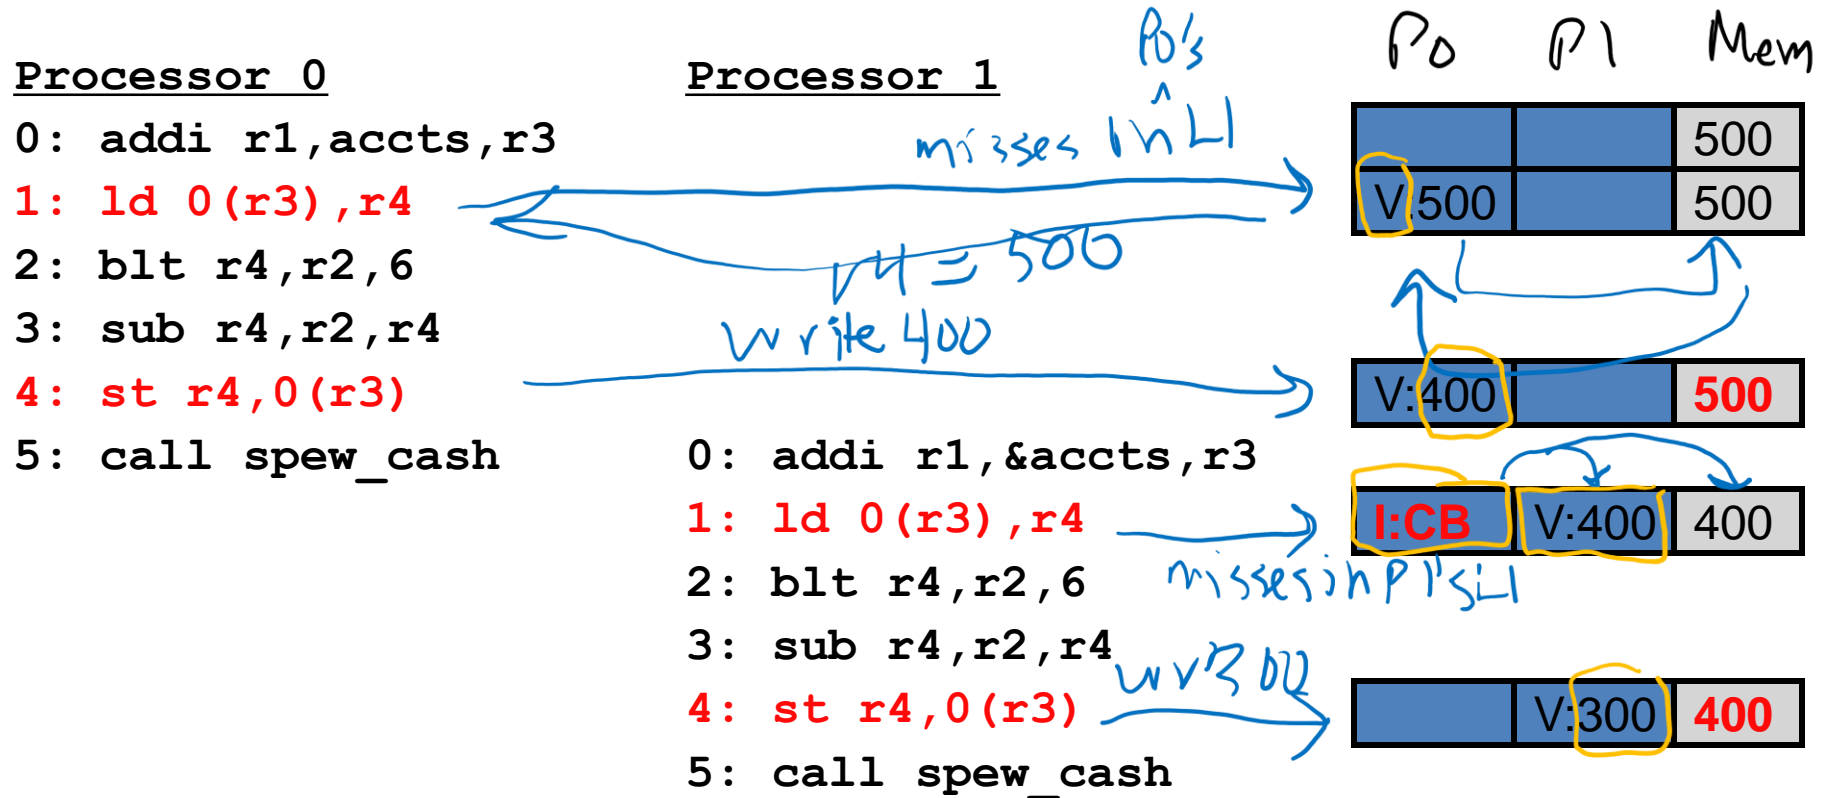 Po's
P0 P1 Mem
Processor 0 Processor 1
500
0: addi r1,accts,r3 misses in L1
1: ld 0(r3),r4 V:500 500
r4 = 500
2: blt r4,r2,6
3: sub r4,r2,r4 write 400
4: st r4,0(r3) V:400 500
5: call spew_cash 0: addi r1,&accts,r3
1: ld 0(r3),r4 I:CB V:400 400
2: blt r4,r2,6 misses in P1's L1
3: sub r4,r2,r4 wr 300
4: st r4,0(r3) V:300 400
5: call spew_cash